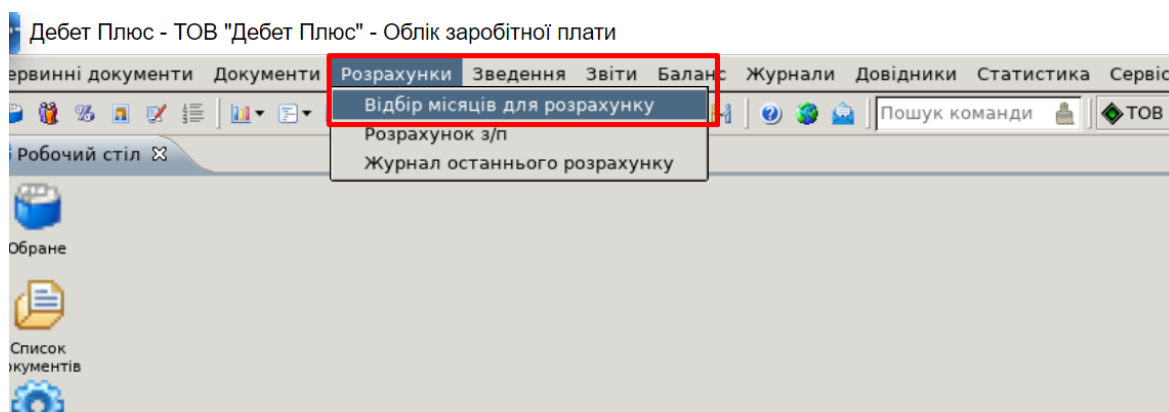 Дебет Плюс - ТОВ "Дебет Плюс" - Облік заробітної плати
ервинні документи Документи Розрахунки Зведення Звіти Баланс Журнали Довідники Статистика Сервіс
Пошук команди ТОВ
Відбір місяців для розрахунку
Розрахунок з/п
Журнал останнього розрахунку
Робочий стіл
Обране
Список
окументів